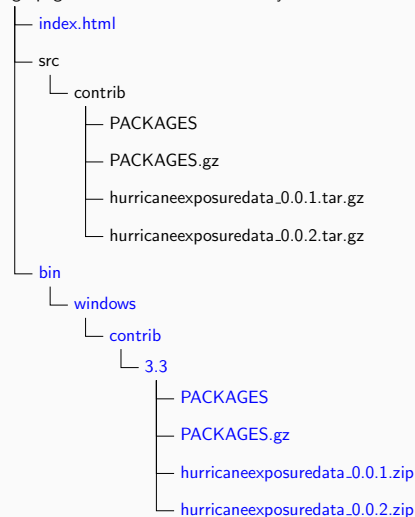 index.html
src
contrib
PACKAGES
PACKAGES.gz
hurricaneexposuredata_0.0.1.tar.gz
hurricaneexposuredata_0.0.2.tar.gz
bin
windows
contrib
3.3
PACKAGES
PACKAGES.gz
hurricaneexposuredata_0.0.1.zip
hurricaneexposuredata_0.0.2.zip